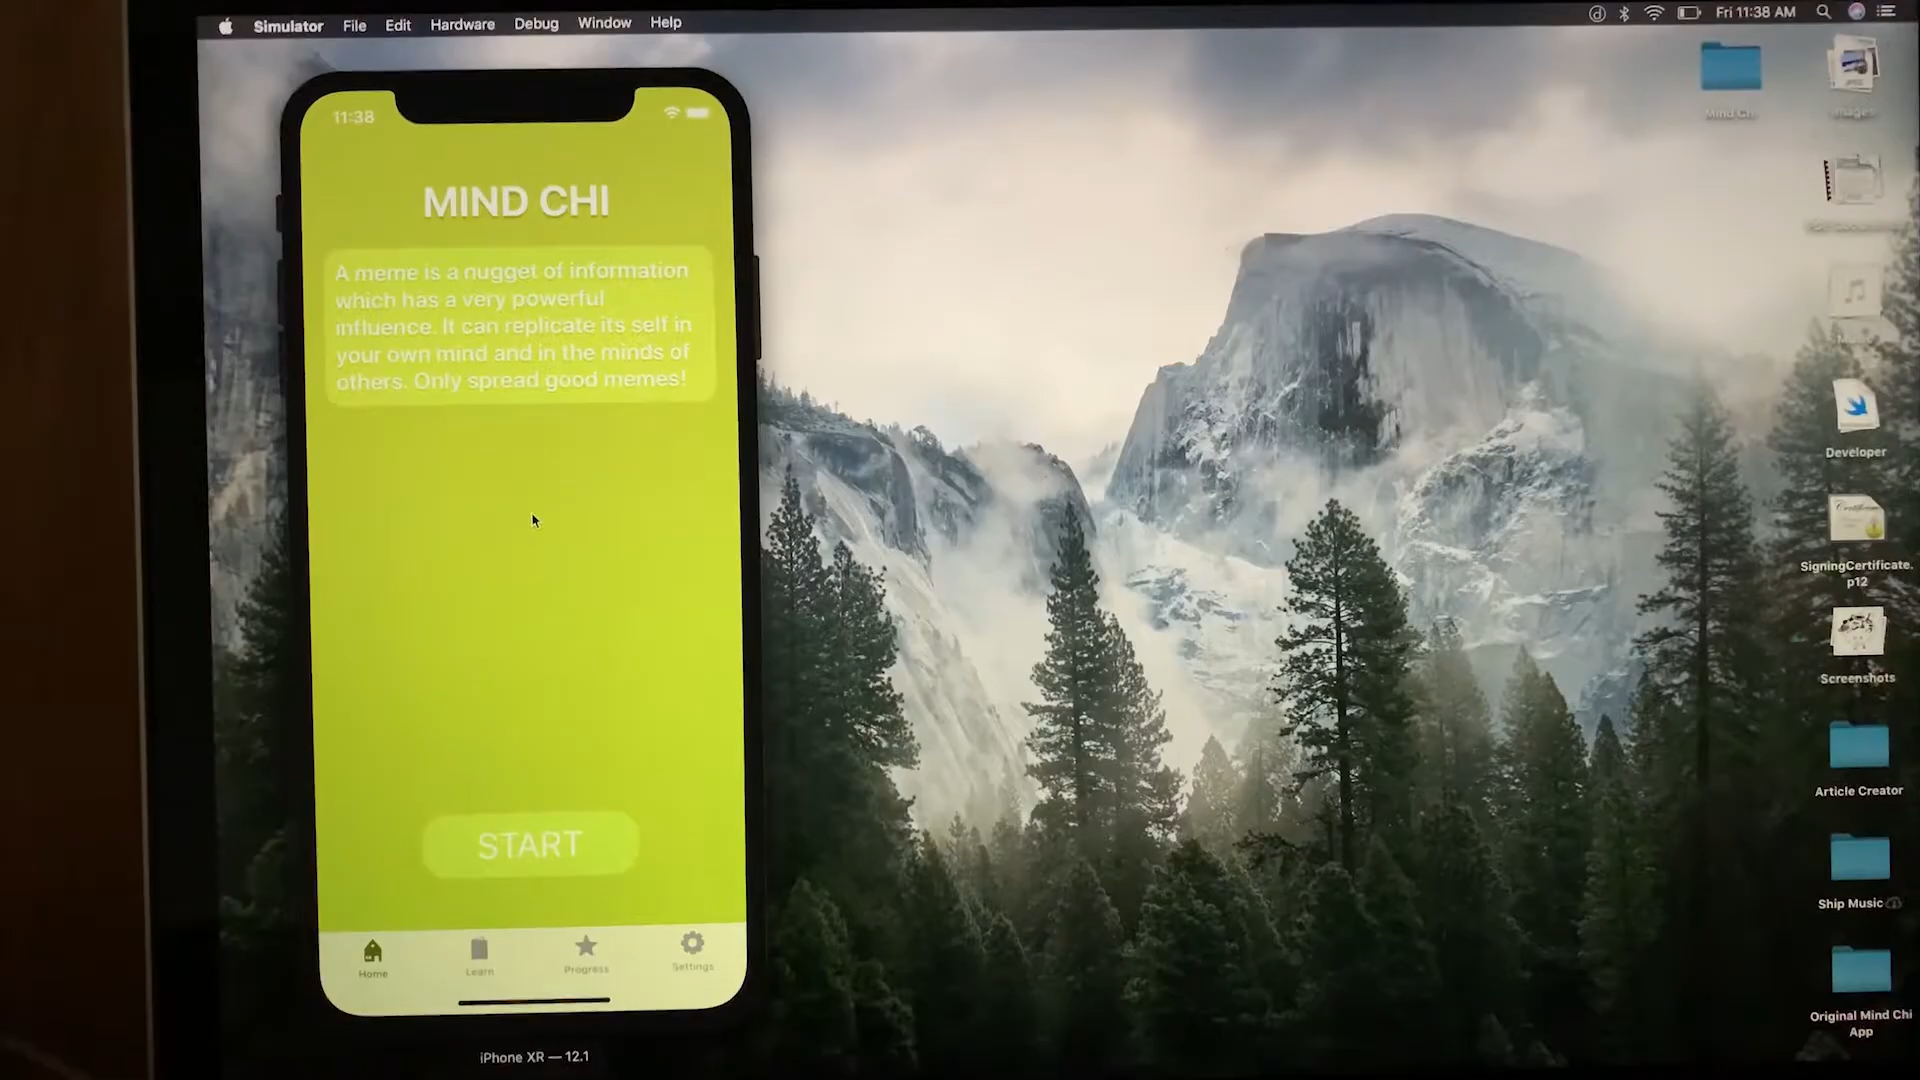 Simulator File Edit Hardware Debug Window Help
Fri 11:38 AM
11:38
MIND CHI
A meme is a nugget of information
which has a very powerful
influence. It can replicate its self in
your own mind and in the minds of
others. Only spread good memes!
START
Home
Learn
Progress
Settings
iPhone XR — 12.1
Mind Chi
Images
Developer
SigningCertificate.
p12
Screenshots
Article Creator
Ship Music
Original Mind Chi
App